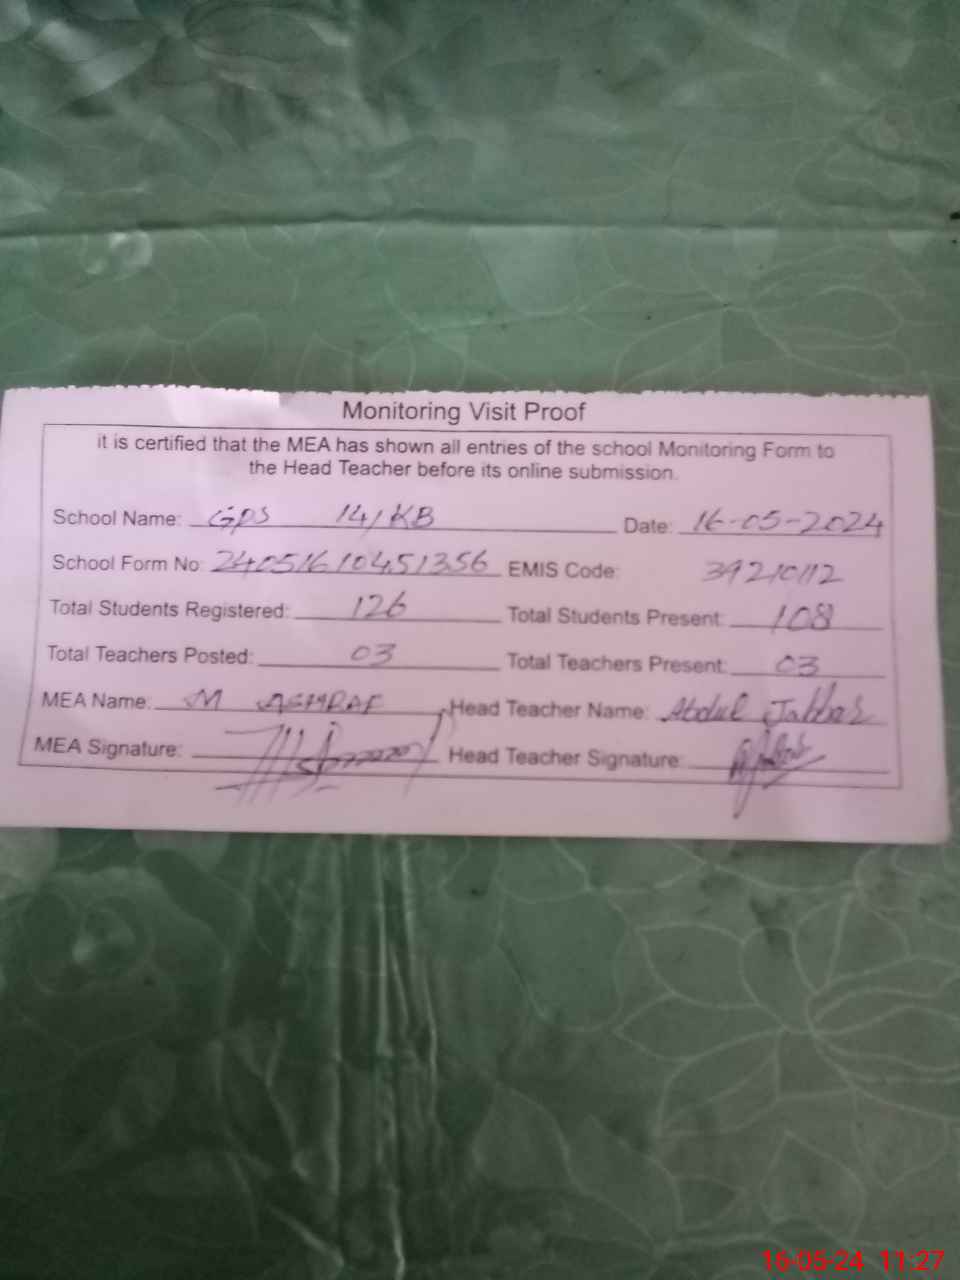 Monitoring Visit Proof
it is certified that the MEA has shown all entries of the school Monitoring Form to
the Head Teacher before its online submission.
School Name: GPS 141/KB Date: 16-05-2024
School Form No: 24051610451356 EMIS Code: 39210112
Total Students Registered: 126 Total Students Present: 108
Total Teachers Posted: 03 Total Teachers Present: 03
MEA Name: M ASHRAF Head Teacher Name: Abdul Jabbar
MEA Signature: Head Teacher Signature:
16-05-24 11:27